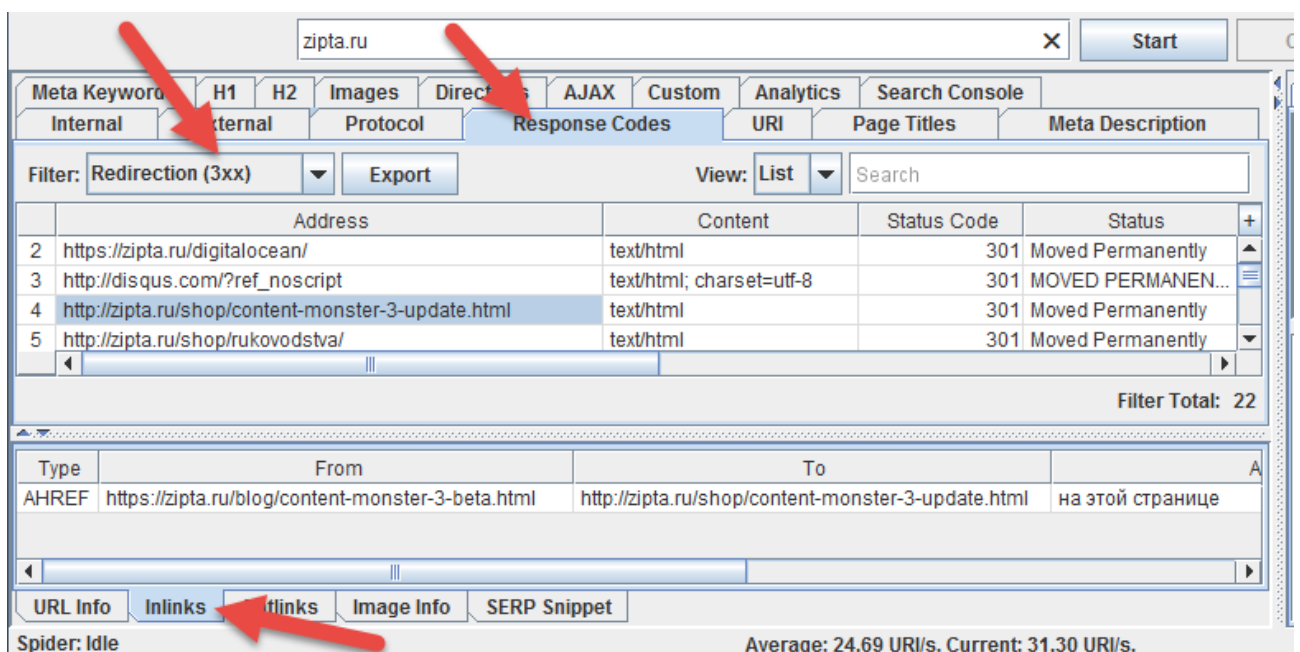 zipta.ru X Start
Meta Keyword H1 H2 Images AJAX Custom Analytics Search Console
Internal External Protocol Response Codes URI Page Titles Meta Description
Filter: Redirection (3xx) Export View: List Search
Address Content Status Code Status +
2 https://zipta.ru/digitalocean/ text/html 301 Moved Permanently
3 http://disqus.com/?ref_noscript text/html; charset=utf-8 301 MOVED PERMANEN...
4 http://zipta.ru/shop/content-monster-3-update.html text/html 301 Moved Permanently
5 http://zipta.ru/shop/rukovodstva/ text/html 301 Moved Permanently
Filter Total: 22
Type From To A
AHREF https://zipta.ru/blog/content-monster-3-beta.html http://zipta.ru/shop/content-monster-3-update.html на этой странице
URL Info Inlinks Outlinks Image Info SERP Snippet
Spider: Idle Average: 24.69 URI/s. Current: 31.30 URI/s.